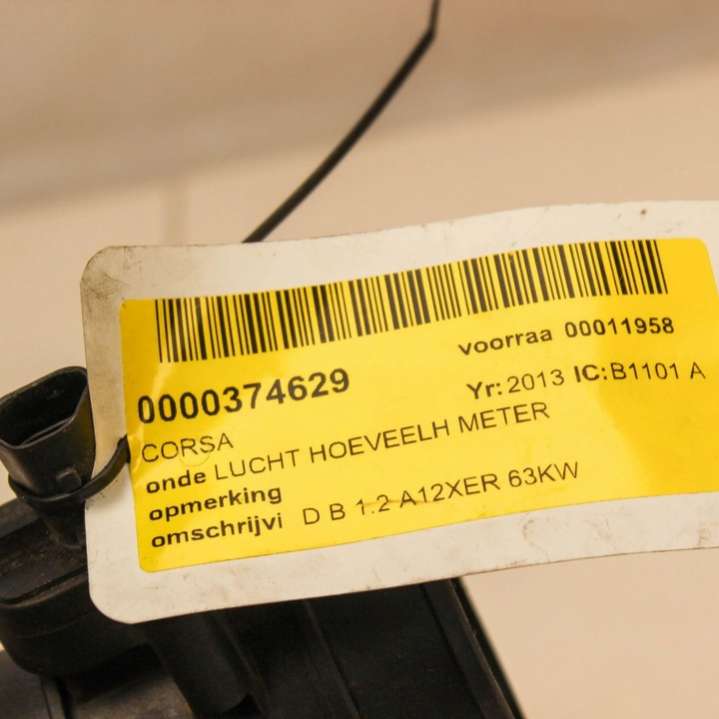 voorraa 00011958
0000374629
Yr: 2013 IC: B1101 A
CORSA
onde LUCHT HOEVEELH METER
opmerking
omschrijvi D B 1.2 A12XER 63KW